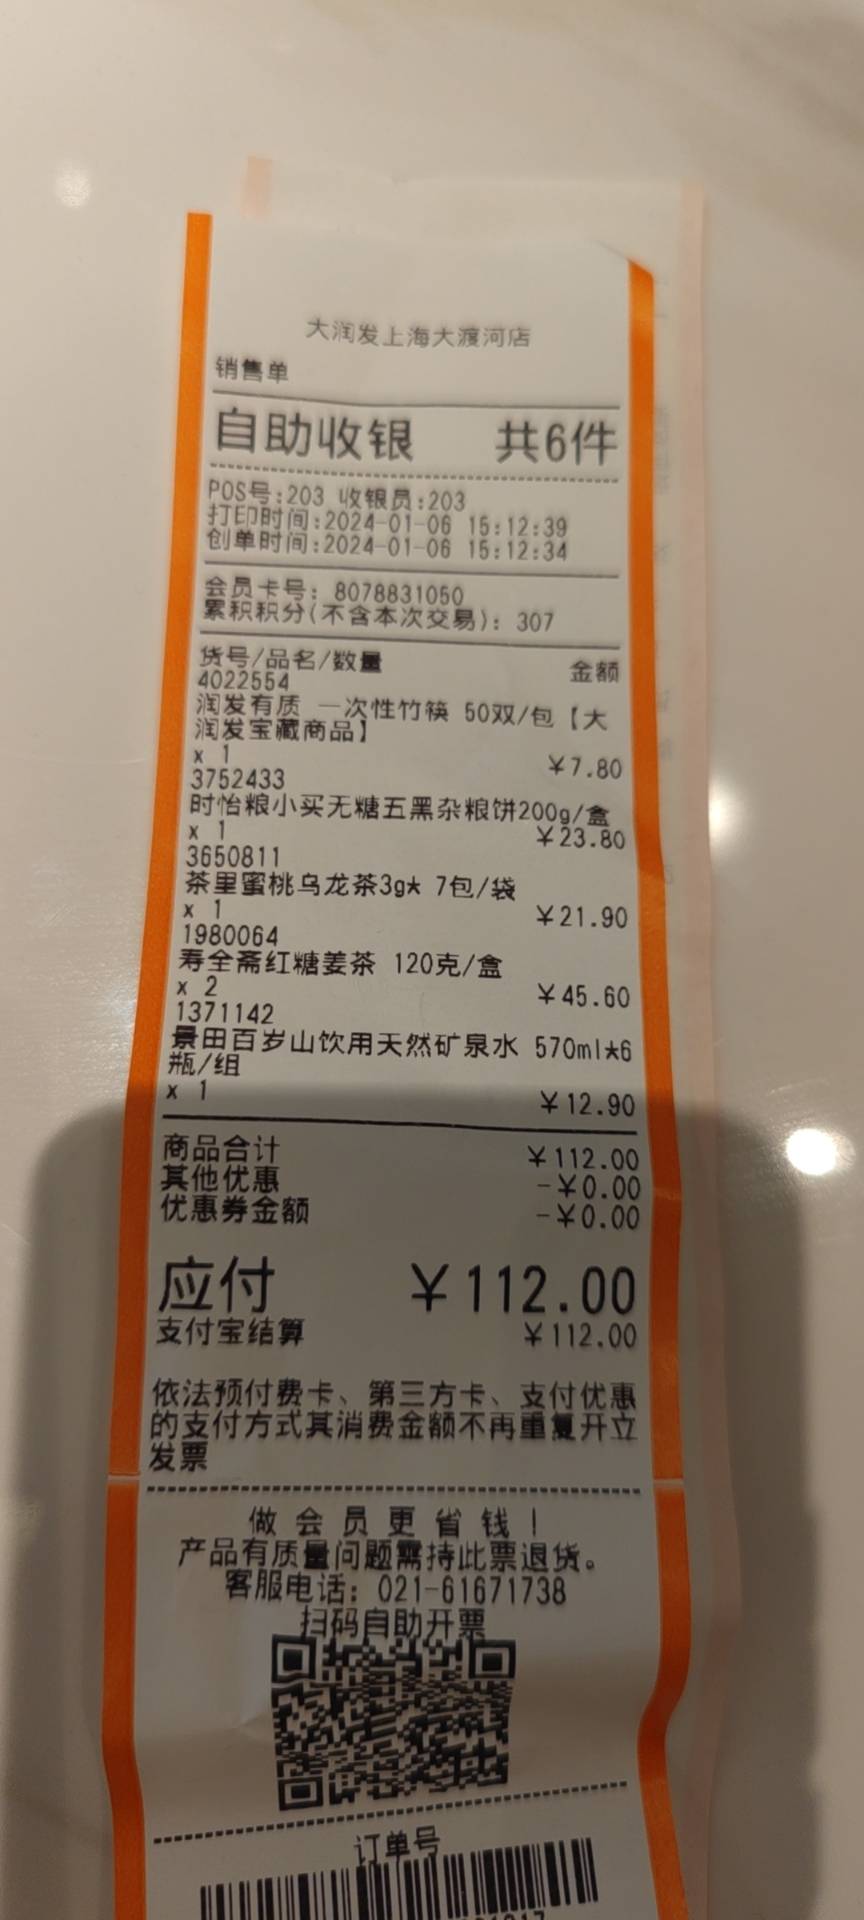 大润发上海大渡河店
销售单
自助收银 共6件
POS号:203 收银员:203
打印时间:2024-01-06 15:12:39
创单时间:2024-01-06 15:12:34
会员卡号: 8078831050
累积积分(不含本次交易): 307
货号/品名/数量 金额
4022554
润发有质 一次性竹筷 50双/包【大
润发宝藏商品】
x 1 ￥7.80
3752433
时怡粮小买无糖五黑杂粮饼200g/盒
x 1 ￥23.80
3650811
茶里蜜桃乌龙茶3g* 7包/袋
x 1 ￥21.90
1980064
寿全斋红糖姜茶 120克/盒
x 2 ￥45.60
1371142
景田百岁山饮用天然矿泉水 570ml*6
瓶/组
x 1 ￥12.90
商品合计 ￥112.00
其他优惠 -￥0.00
优惠券金额 -￥0.00
应付 ￥112.00
支付宝结算 ￥112.00
依法预付费卡、第三方卡、支付优惠
的支付方式其消费金额不再重复开立
发票
做会员更省钱!
产品有质量问题需持此票退货。
客服电话: 021-61671738
扫码自助开票
订单号